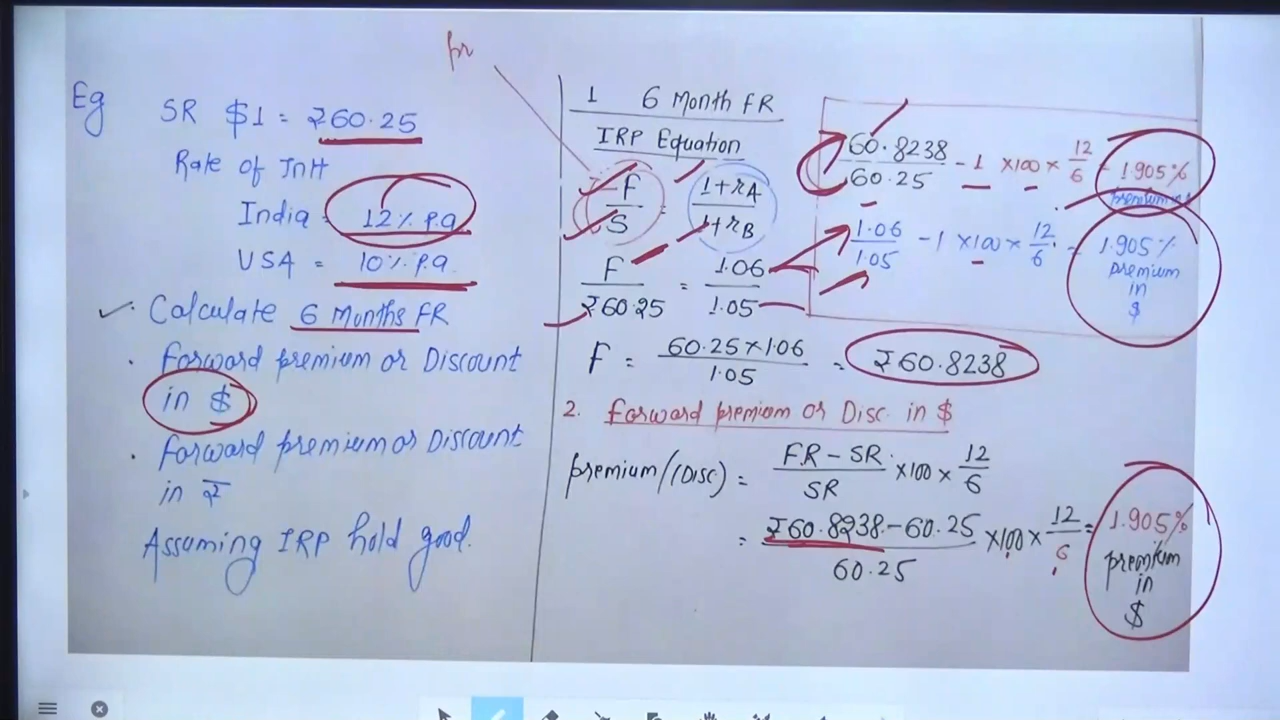 pr
Eg
SR $1 = ₹60.25
Rate of InH
India = 12% P.a
USA = 10% P.a
Calculate 6 Months FR
Forward premium or Discount
in $
Forward premium or Discount
in ₹
Assuming IRP hold good.
1 6 Month FR
IRP Equation
F/S = 1+rA/1+rB
F/₹60.25 = 1.06/1.05
F = 60.25×1.06/1.05 = ₹60.8238
60.8238/60.25 - 1 ×100 × 12/6 = 1.905%
premium in $
1.06/1.05 - 1 ×100 × 12/6 = 1.905%
premium
in
$
2. Forward premium or Disc. in $
premium/(Disc) = FR-SR/SR ×100 × 12/6
= ₹60.8238-60.25/60.25 ×100 × 12/6 = 1.905%
premium
in
$